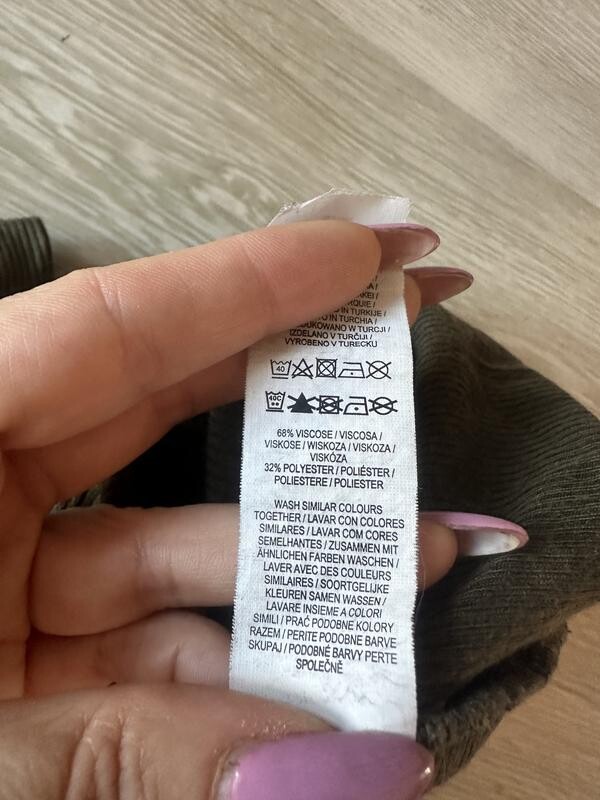 IN TURKIJE /
IN TURCHIA /
DUKOWANO W TURCJI /
IZDELANO V TURČIJI /
VYROBENO V TURECKU
40
40C
68% VISCOSE / VISCOSA /
VISKOSE / WISKOZA / VISKOZA /
VISKÓZA
32% POLYESTER / POLIÉSTER /
POLIESTERE / POLIESTER
WASH SIMILAR COLOURS
TOGETHER / LAVAR CON COLORES
SIMILARES / LAVAR COM CORES
SEMELHANTES / ZUSAMMEN MIT
ÄHNLICHEN FARBEN WASCHEN /
LAVER AVEC DES COULEURS
SIMILAIRES / SOORTGELIJKE
KLEUREN SAMEN WASSEN /
LAVARE INSIEME A COLORI
SIMILI / PRAĆ PODOBNE KOLORY
RAZEM / PERITE PODOBNE BARVE
SKUPAJ / PODOBNÉ BARVY PERTE
SPOLEČNĚ